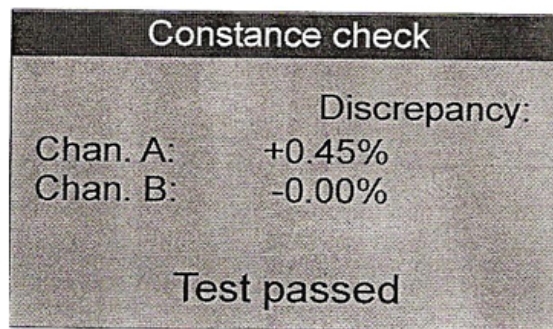 Constance check
Discrepancy:
Chan. A: +0.45%
Chan. B: -0.00%
Test passed